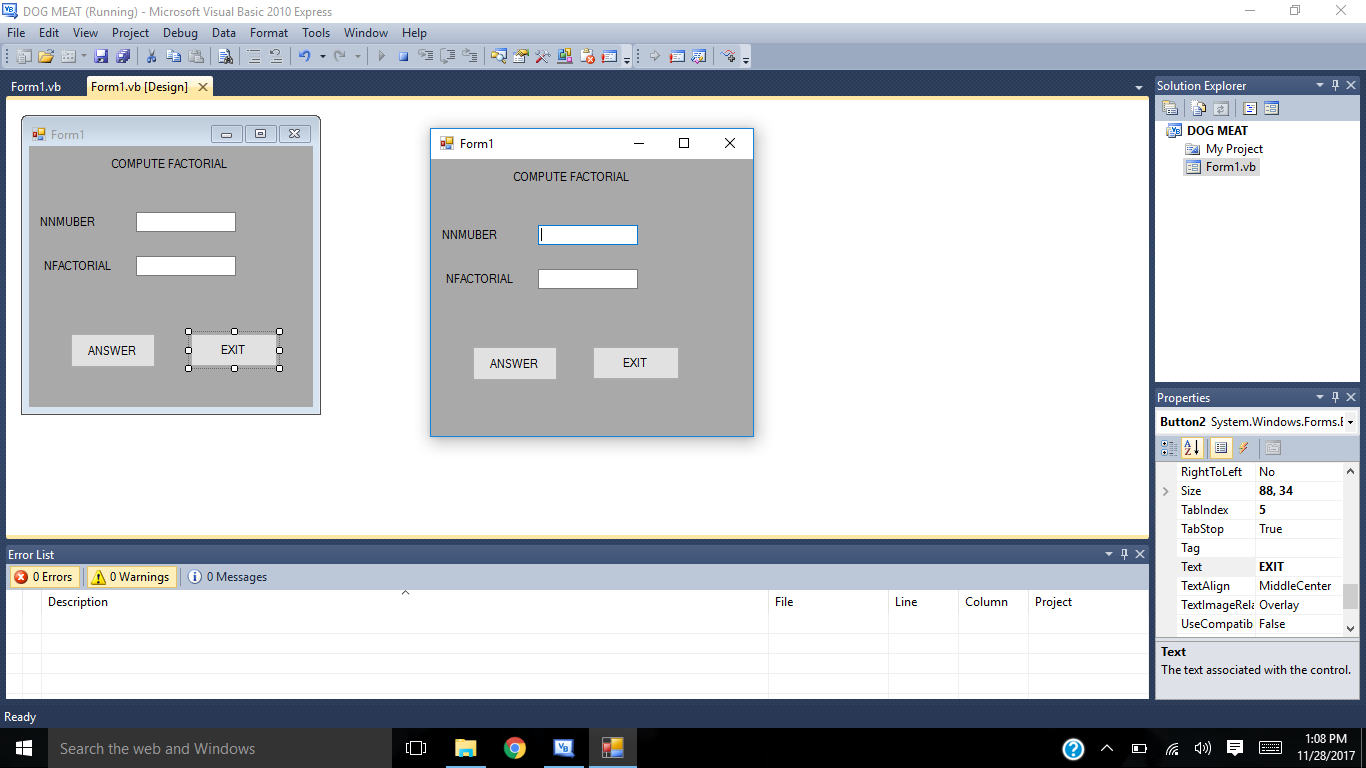 DOG MEAT (Running) - Microsoft Visual Basic 2010 Express
File Edit View Project Debug Data Format Tools Window Help
Form1.vb Form1.vb [Design]
Form1
COMPUTE FACTORIAL
NNMUBER
NFACTORIAL
ANSWER EXIT
Form1
COMPUTE FACTORIAL
NNMUBER
NFACTORIAL
ANSWER EXIT
Solution Explorer
DOG MEAT
My Project
Form1.vb
Properties
Button2 System.Windows.Forms.B
RightToLeft No
Size 88, 34
TabIndex 5
TabStop True
Tag
Text EXIT
TextAlign MiddleCenter
TextImageRela Overlay
UseCompatib False
Text
The text associated with the control.
Error List
0 Errors 0 Warnings 0 Messages
Description File Line Column Project
Ready
Search the web and Windows
1:08 PM
11/28/2017